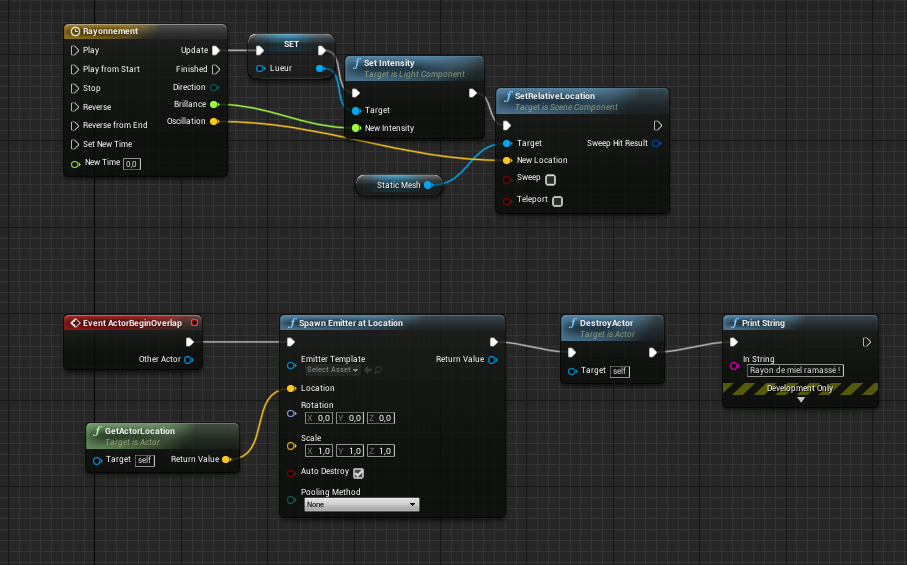 Rayonnement
Play
Update
Play from Start
Finished
Stop
Direction
Reverse
Brillance
Reverse from End
Oscillation
Set New Time
New Time 0,0
SET
Lueur
Set Intensity
Target is Light Component
Target
New Intensity
Static Mesh
SetRelativeLocation
Target is Scene Component
Target
Sweep Hit Result
New Location
Sweep
Teleport
Event ActorBeginOverlap
Other Actor
GetActorLocation
Target is Actor
Target self
Return Value
Spawn Emitter at Location
Emitter Template
Return Value
Select Asset
Location
Rotation
X 0,0 Y 0,0 Z 0,0
Scale
X 1,0 Y 1,0 Z 1,0
Auto Destroy
Pooling Method
None
DestroyActor
Target is Actor
Target self
Print String
In String
Rayon de miel ramassé !
Development Only